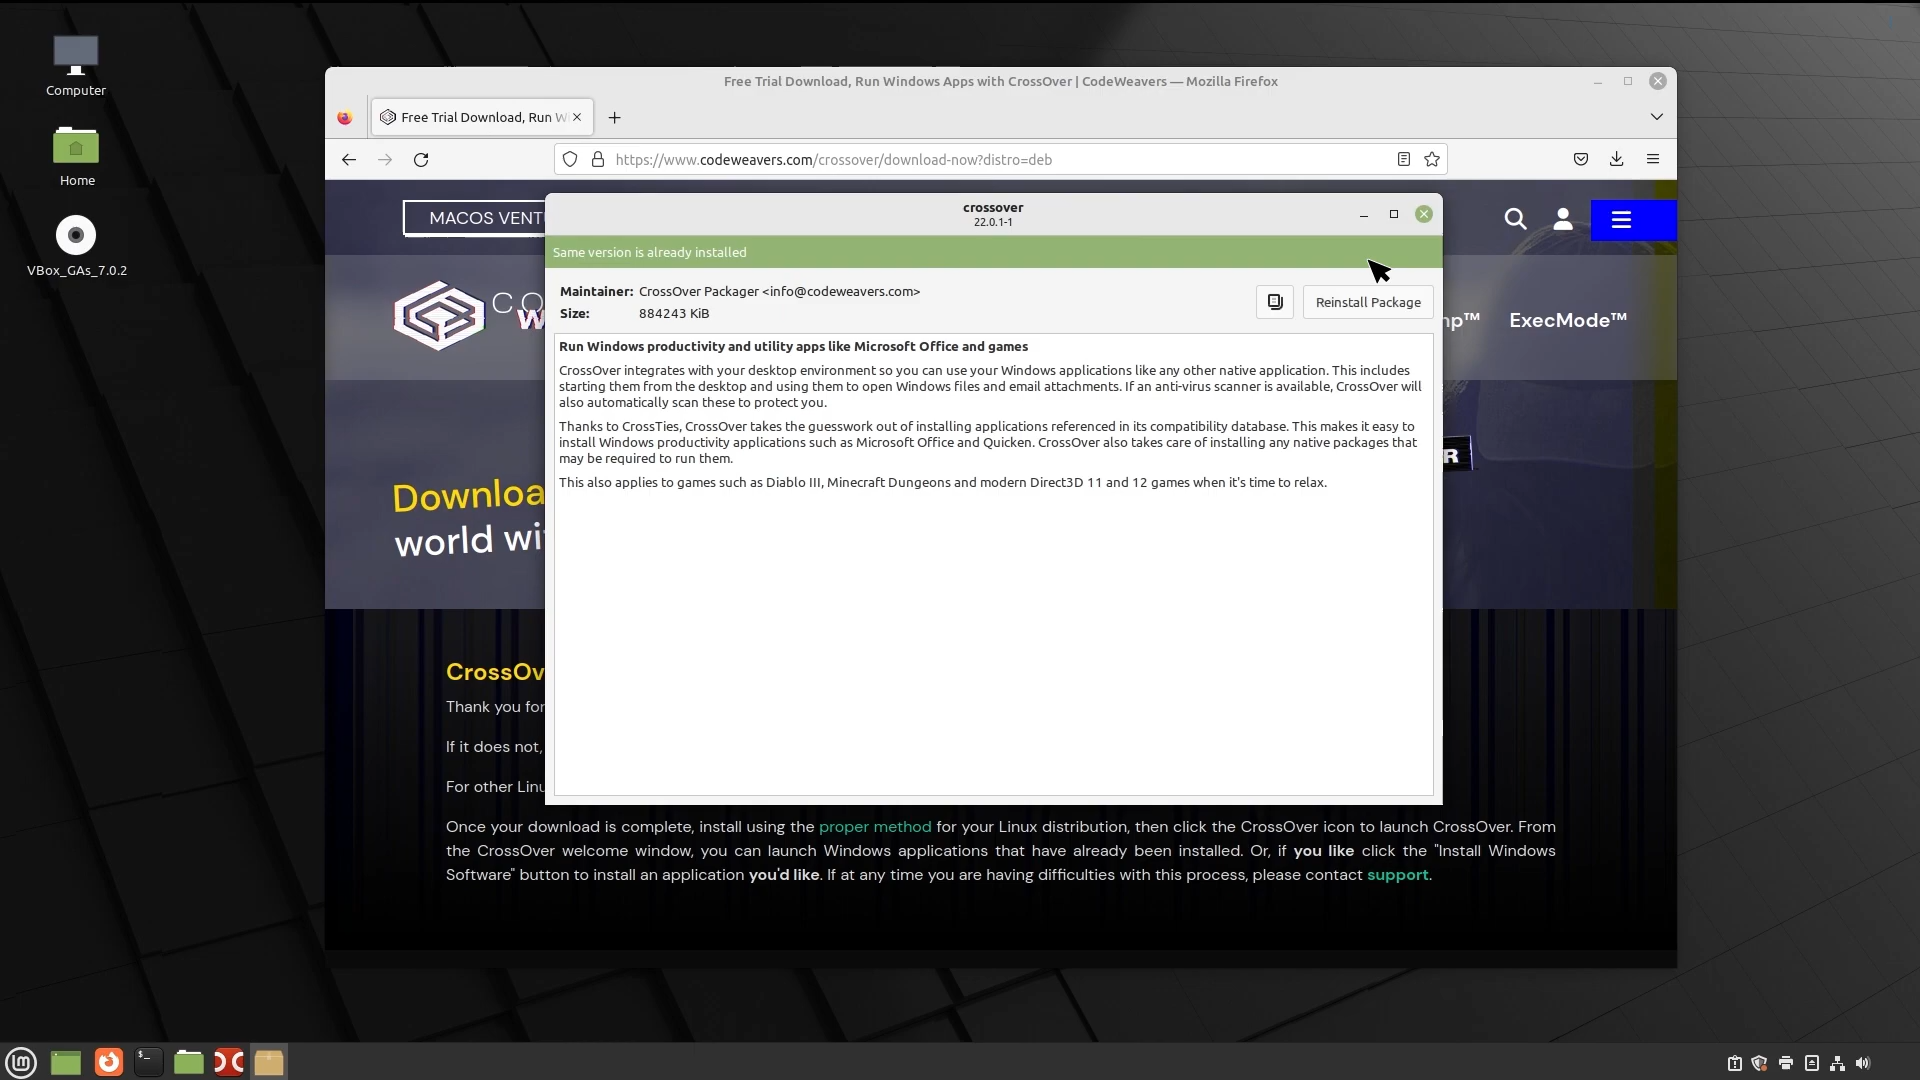 Computer
Home
VBox_GAs_7.0.2
Free Trial Download, Run Windows Apps with CrossOver | CodeWeavers — Mozilla Firefox
Free Trial Download, Run W
https://www.codeweavers.com/crossover/download-now?distro=deb
MACOS VENTU
crossover
22.0.1-1
Same version is already installed
Maintainer: CrossOver Packager <info@codeweavers.com>
Size: 884243 KiB
Reinstall Package
ExecMode™
Run Windows productivity and utility apps like Microsoft Office and games
CrossOver integrates with your desktop environment so you can use your Windows applications like any other native application. This includes
starting them from the desktop and using them to open Windows files and email attachments. If an anti-virus scanner is available, CrossOver will
also automatically scan these to protect you.
Thanks to CrossTies, CrossOver takes the guesswork out of installing applications referenced in its compatibility database. This makes it easy to
install Windows productivity applications such as Microsoft Office and Quicken. CrossOver also takes care of installing any native packages that
may be required to run them.
This also applies to games such as Diablo III, Minecraft Dungeons and modern Direct3D 11 and 12 games when it's time to relax.
Downloa
world wi
CrossOv
Thank you for
If it does not,
For other Linu
Once your download is complete, install using the proper method for your Linux distribution, then click the CrossOver icon to launch CrossOver. From
the CrossOver welcome window, you can launch Windows applications that have already been installed. Or, if you like click the "Install Windows
Software" button to install an application you'd like. If at any time you are having difficulties with this process, please contact support.